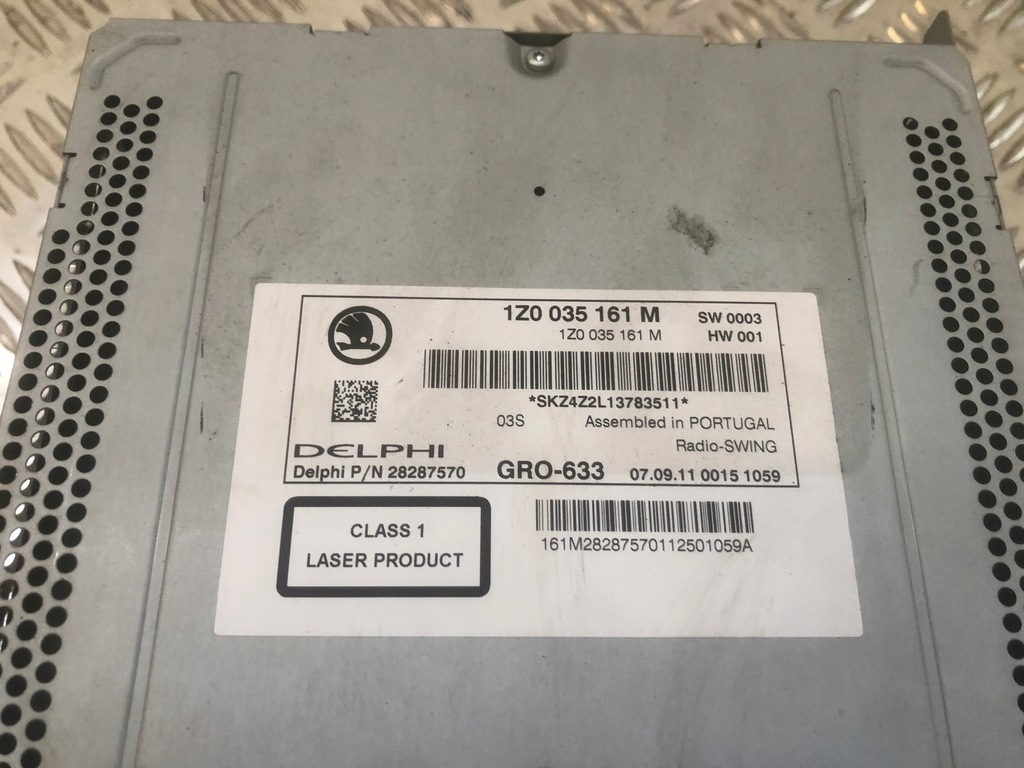 1Z0 035 161 M SW 0003
1Z0 035 161 M HW 001
*SKZ4Z2L13783511*
03S Assembled in PORTUGAL
DELPHI Radio-SWING
Delphi P/N 28287570 GRO-633 07.09.11 0015 1059
CLASS 1
LASER PRODUCT
161M28287570112501059A